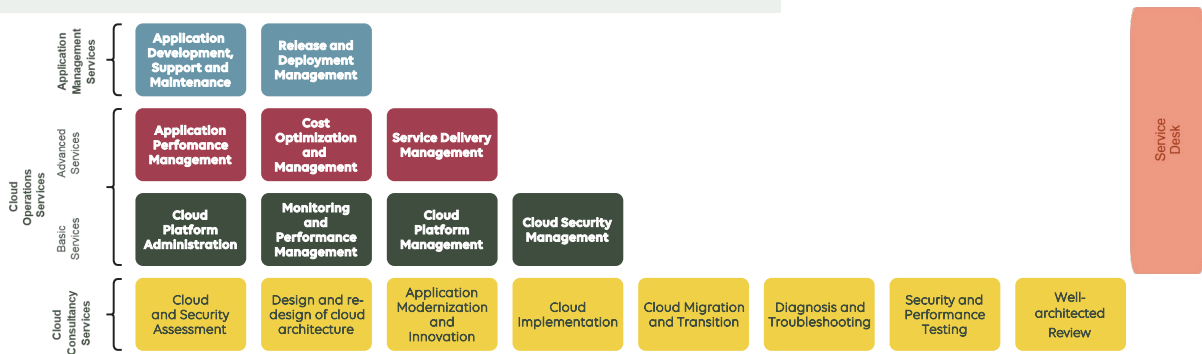 Application
Management
Services
Application
Development,
Support and
Maintenance
Release and
Deployment
Management
Cloud
Operations
Services
Advanced
Services
Application
Perfomance
Management
Cost
Optimization
and
Management
Service Delivery
Management
Basic
Services
Cloud
Platform
Administration
Monitoring
and
Performance
Management
Cloud
Platform
Management
Cloud Security
Management
Cloud
Consultancy
Services
Cloud
and Security
Assessment
Design and re-
design of cloud
architecture
Application
Modernization
and
Innovation
Cloud
Implementation
Cloud Migration
and Transition
Diagnosis and
Troubleshooting
Security and
Performance
Testing
Well-
architected
Review
Service
Desk